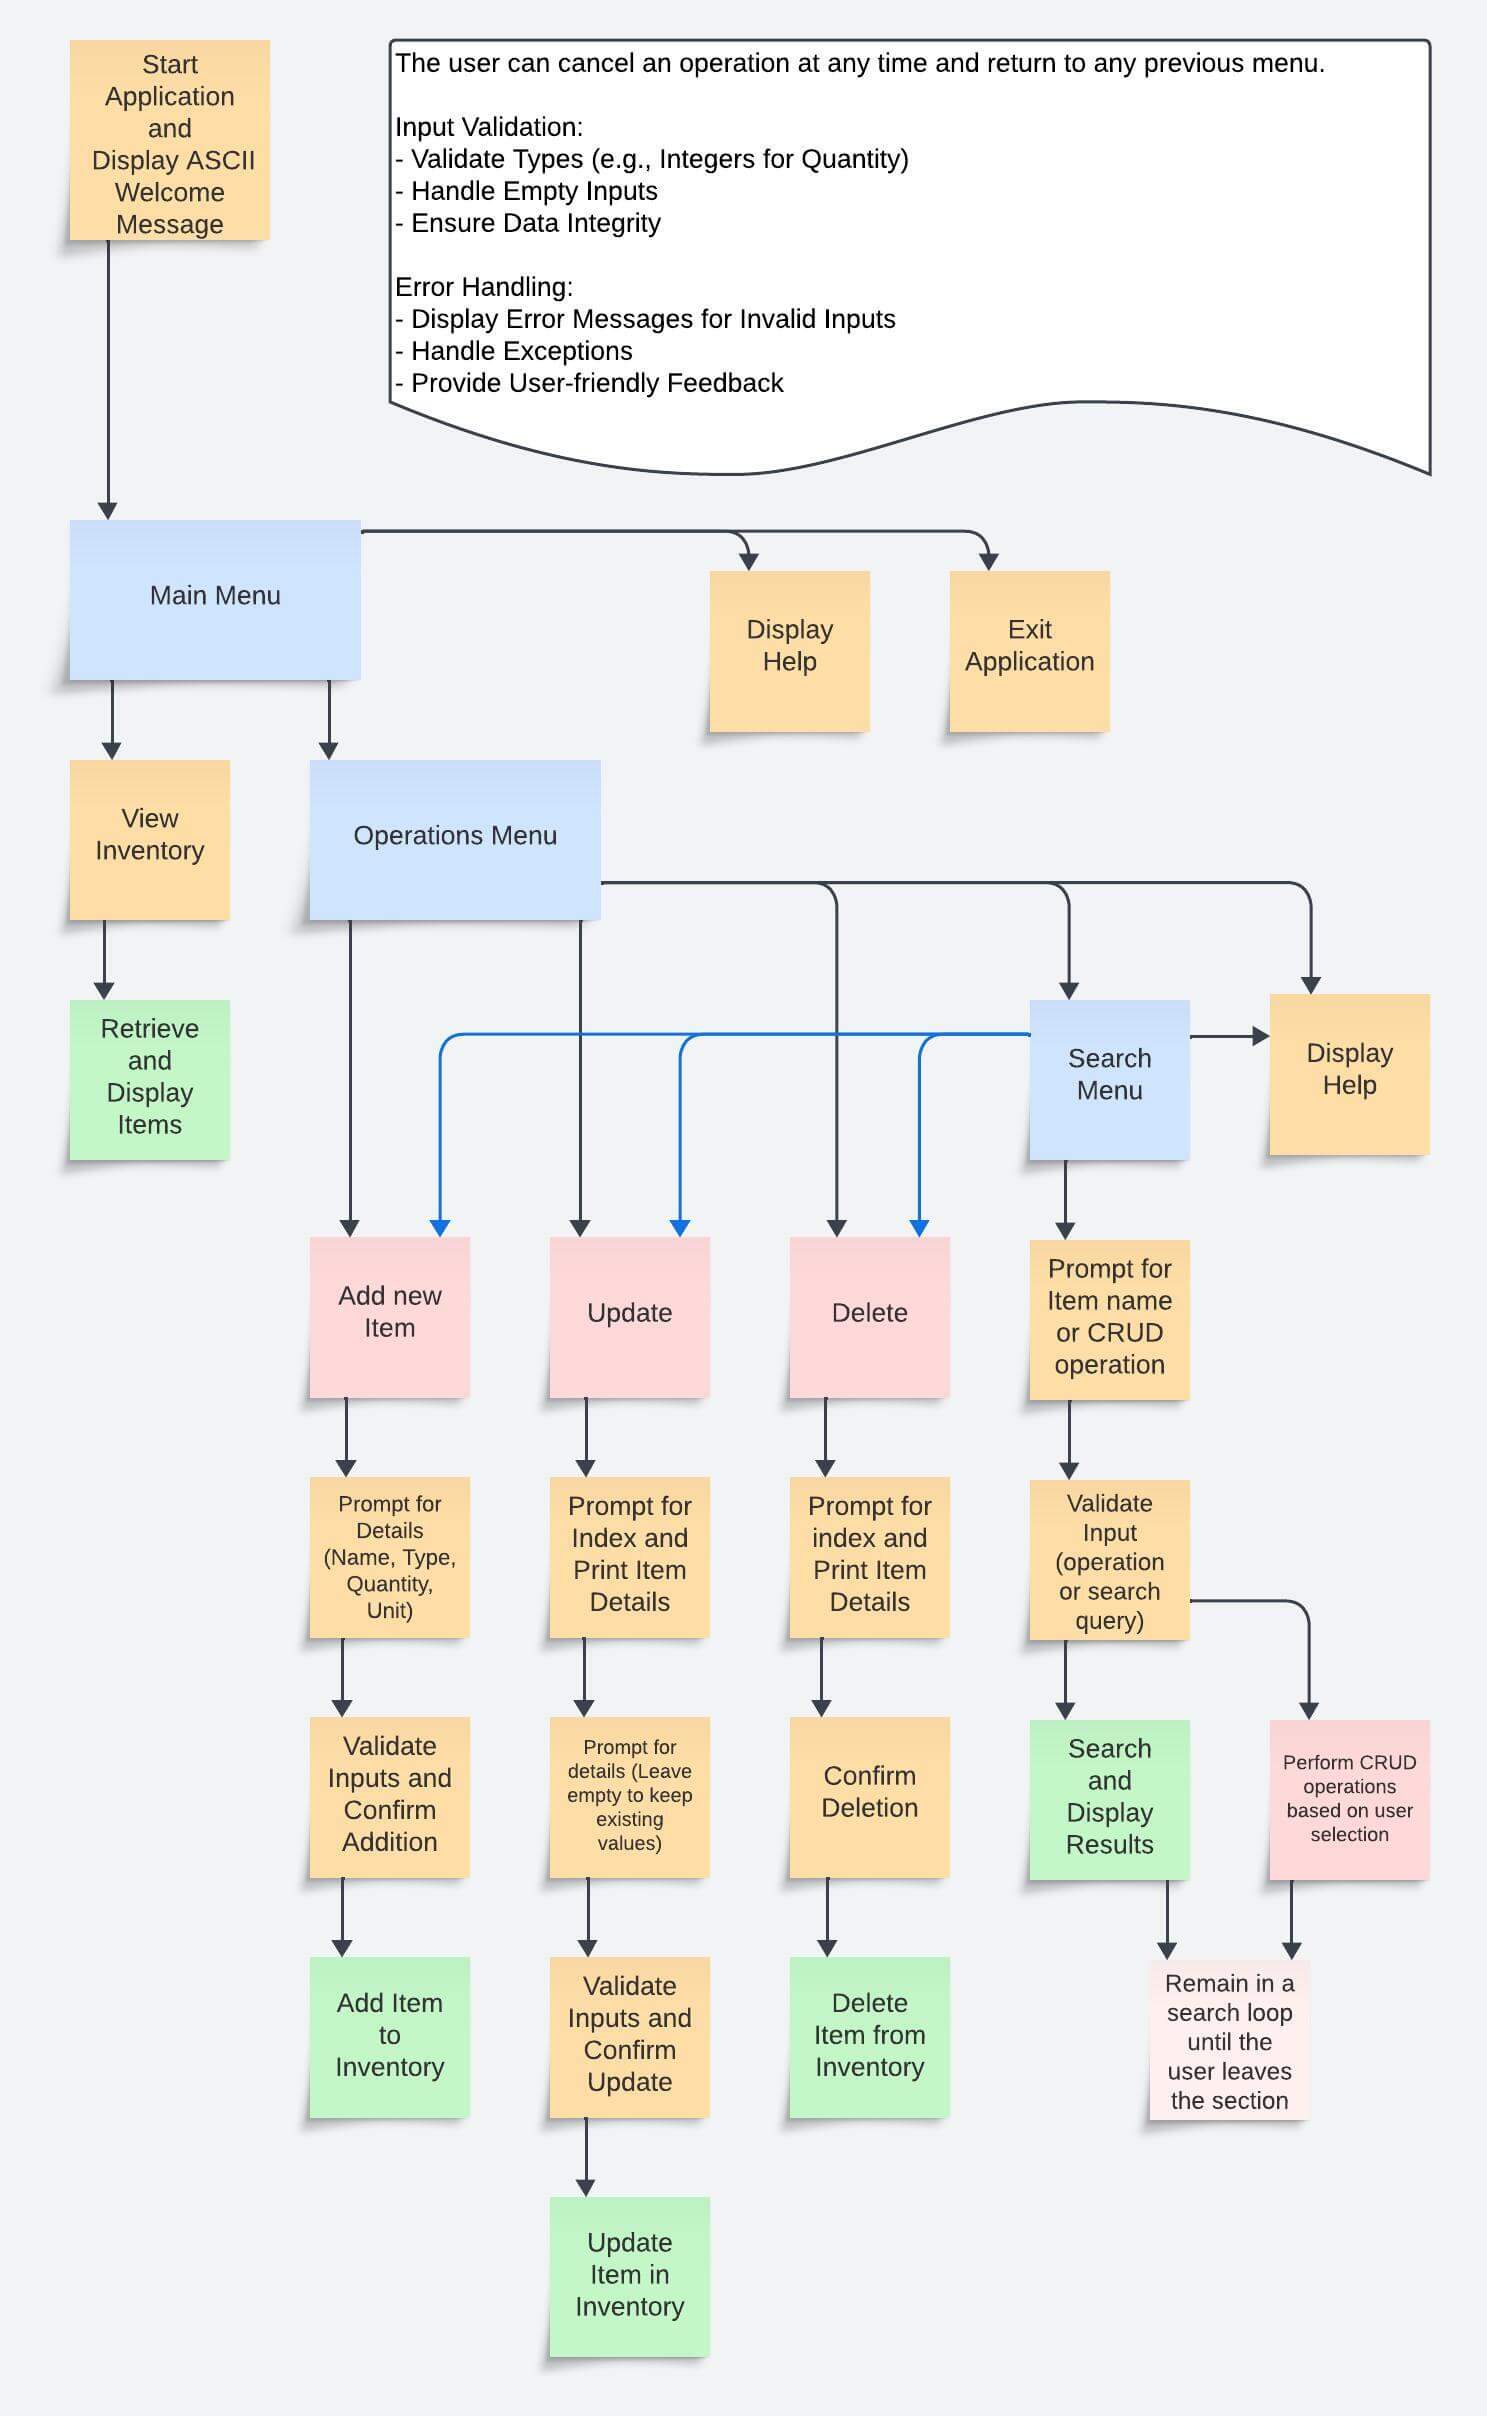 Start
Application
and
Display ASCII
Welcome
Message
The user can cancel an operation at any time and return to any previous menu.
Input Validation:
- Validate Types (e.g., Integers for Quantity)
- Handle Empty Inputs
- Ensure Data Integrity
Error Handling:
- Display Error Messages for Invalid Inputs
- Handle Exceptions
- Provide User-friendly Feedback
Main Menu
Display
Help
Exit
Application
View
Inventory
Operations Menu
Retrieve
and
Display
Items
Search
Menu
Display
Help
Add new
Item
Update
Delete
Prompt for
Item name
or CRUD
operation
Prompt for
Details
(Name, Type,
Quantity,
Unit)
Prompt for
Index and
Print Item
Details
Prompt for
index and
Print Item
Details
Validate
Input
(operation
or search
query)
Validate
Inputs and
Confirm
Addition
Prompt for
details (Leave
empty to keep
existing
values)
Confirm
Deletion
Search
and
Display
Results
Perform CRUD
operations
based on user
selection
Add Item
to
Inventory
Validate
Inputs and
Confirm
Update
Delete
Item from
Inventory
Remain in a
search loop
until the
user leaves
the section
Update
Item in
Inventory